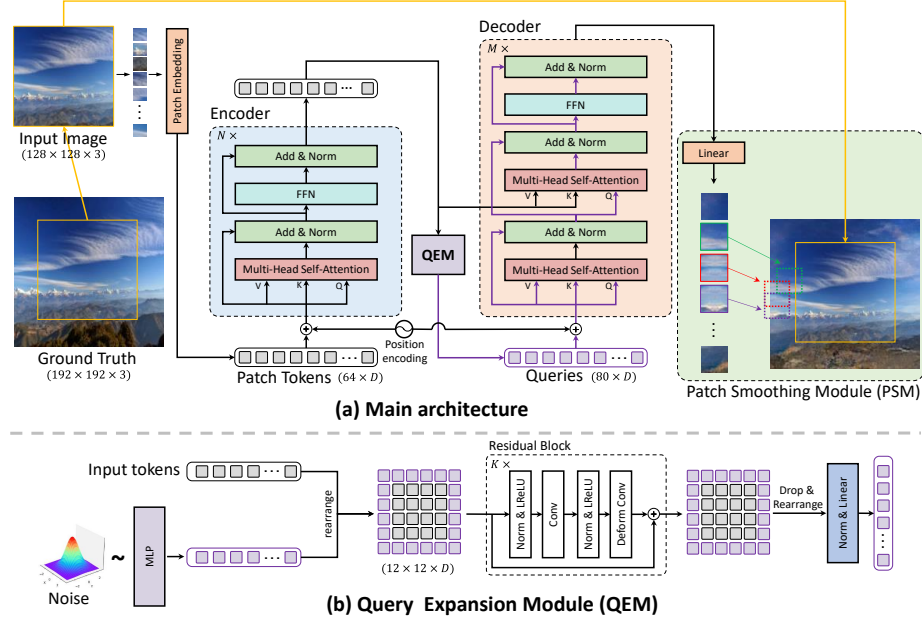 Input Image
(128 × 128 × 3)
Patch Embedding
Ground Truth
(192 × 192 × 3)
Encoder
N ×
Add & Norm
FFN
Add & Norm
Multi-Head Self-Attention
V K Q
Patch Tokens (64 × D)
Position
encoding
QEM
Decoder
M ×
Add & Norm
FFN
Add & Norm
Multi-Head Self-Attention
V K Q
Add & Norm
Multi-Head Self-Attention
V K Q
Queries (80 × D)
Linear
Patch Smoothing Module (PSM)
(a) Main architecture
Input tokens
Noise
~
MLP
rearrange
(12 × 12 × D)
Residual Block
K ×
Norm & LReLU
Conv
Norm & LReLU
Deform Conv
Drop &
Rearrange
Norm & Linear
(b) Query Expansion Module (QEM)